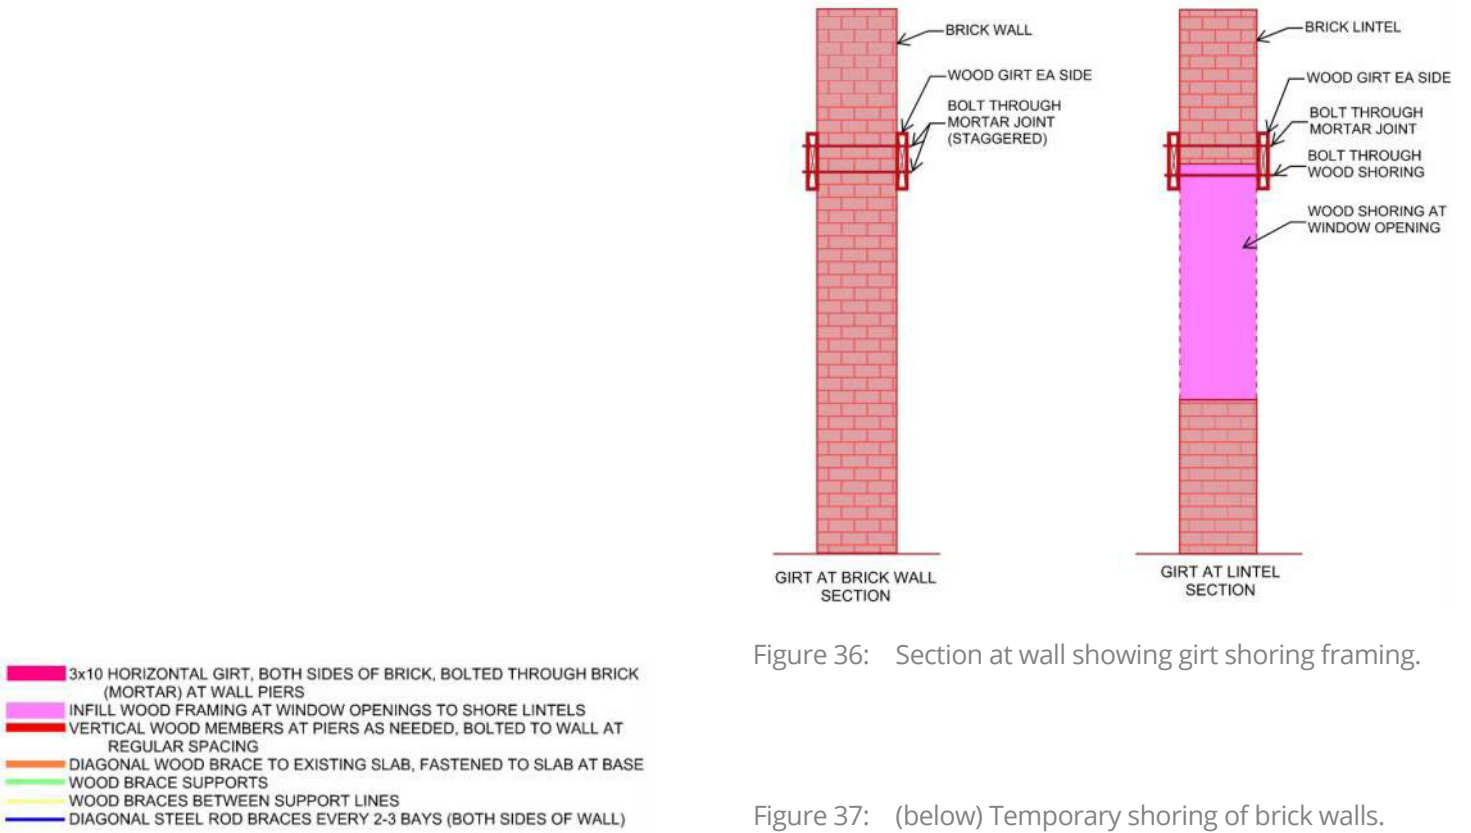 BRICK WALL
WOOD GIRT EA SIDE
BOLT THROUGH
MORTAR JOINT
(STAGGERED)
GIRT AT BRICK WALL
SECTION
BRICK LINTEL
WOOD GIRT EA SIDE
BOLT THROUGH
MORTAR JOINT
BOLT THROUGH
WOOD SHORING
WOOD SHORING AT
WINDOW OPENING
GIRT AT LINTEL
SECTION
Figure 36: Section at wall showing girt shoring framing.
3x10 HORIZONTAL GIRT, BOTH SIDES OF BRICK, BOLTED THROUGH BRICK
(MORTAR) AT WALL PIERS
INFILL WOOD FRAMING AT WINDOW OPENINGS TO SHORE LINTELS
VERTICAL WOOD MEMBERS AT PIERS AS NEEDED, BOLTED TO WALL AT
REGULAR SPACING
DIAGONAL WOOD BRACE TO EXISTING SLAB, FASTENED TO SLAB AT BASE
WOOD BRACE SUPPORTS
WOOD BRACES BETWEEN SUPPORT LINES
DIAGONAL STEEL ROD BRACES EVERY 2-3 BAYS (BOTH SIDES OF WALL)
Figure 37: (below) Temporary shoring of brick walls.